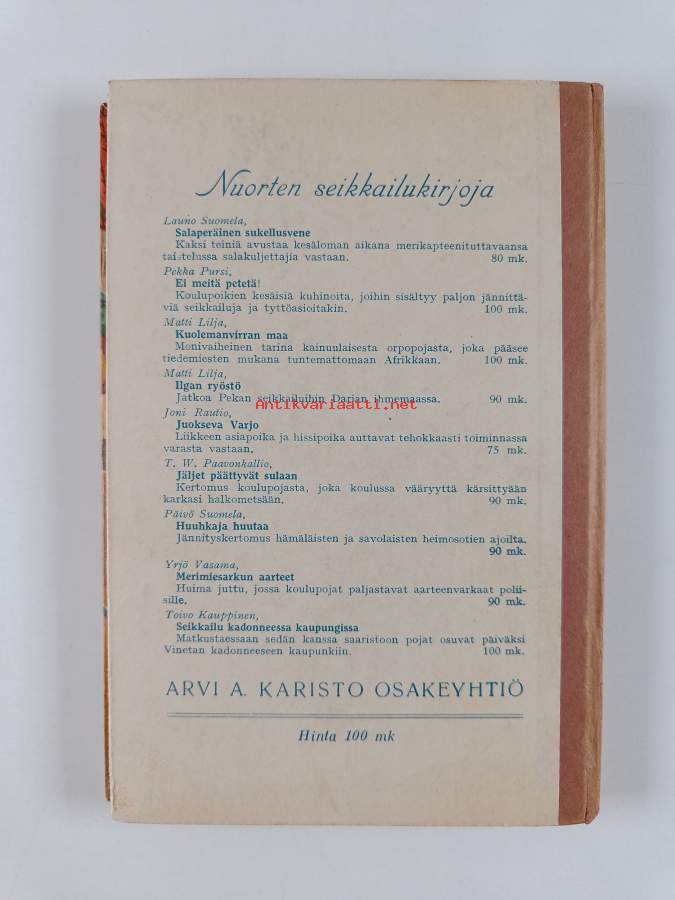 Nuorten seikkailukirjoja
Launo Suomela,
Salaperäinen sukellusvene
Kaksi teiniä avustaa kesäloman aikana merikapteenituttavaansa
taistelussa salakuljettajia vastaan. 80 mk.
Pekka Pursi,
Ei meitä petetä!
Koulupoikien kesäisiä kuhinoita, joihin sisältyy paljon jännittä-
viä seikkailuja ja tyttöasioitakin. 100 mk.
Matti Lilja,
Kuolemanvirran maa
Monivaiheinen tarina kainuulaisesta orpopojasta, joka pääsee
tiedemiesten mukana tuntemattomaan Afrikkaan. 100 mk.
Matti Lilja,
Ilgan ryöstö
Jatkoa Pekan seikkailuihin Darian ihmemaassa. 90 mk.
Antikvariaatti.net
Joni Rautio,
Juokseva Varjo
Liikkeen asiapoika ja hissipoika auttavat tehokkaasti toiminnassa
varasta vastaan. 75 mk.
T. W. Paavonkallio,
Jäljet päättyvät sulaan
Kertomus koulupojasta, joka koulussa vääryyttä kärsittyään
karkasi halkometsään. 90 mk.
Päivö Suomela,
Huuhkaja huutaa
Jännityskertomus hämäläisten ja savolaisten heimosotien ajoilta.
90 mk.
Yrjö Vasama,
Merimiesarkun aarteet
Huima juttu, jossa koulupojat paljastavat aarteenvarkaat polii-
sille. 90 mk.
Toivo Kauppinen,
Seikkailu kadonneessa kaupungissa
Matkustaessaan sedän kanssa saaristoon pojat osuvat päiväksi
Vinetan kadonneeseen kaupunkiin. 100 mk.
ARVI A. KARISTO OSAKEYHTIÖ
Hinta 100 mk